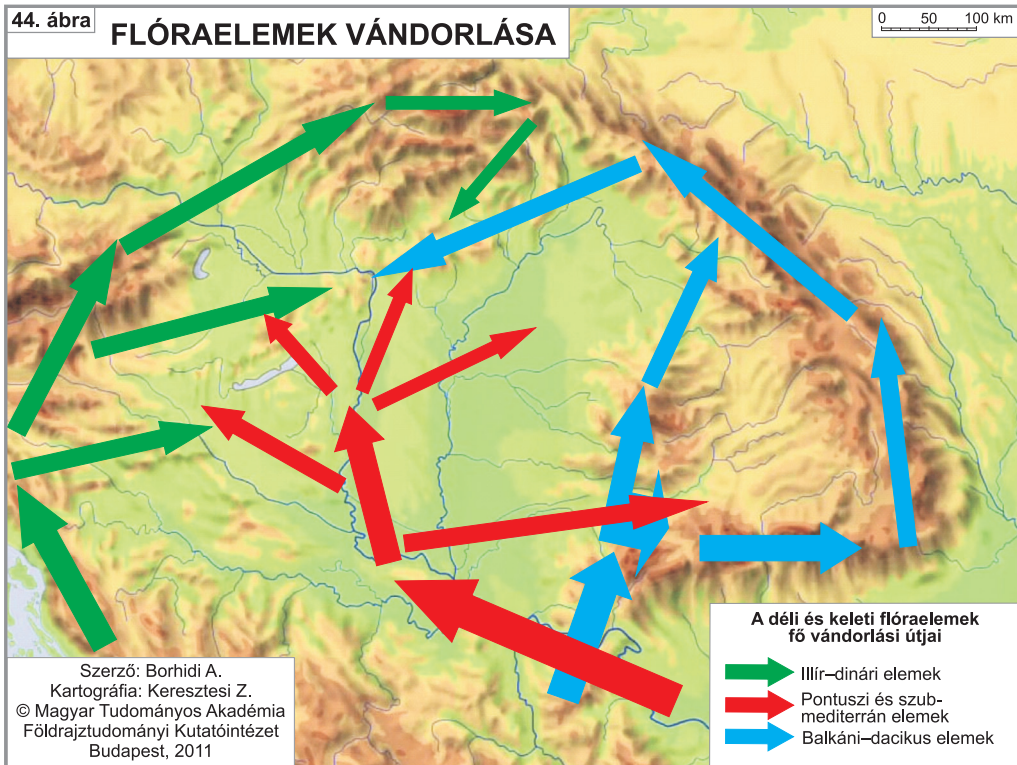 44. ábra
FLÓRAELEMEK VÁNDORLÁSA
0 50 100 km
A déli és keleti flóraelemek
fő vándorlási útjai
Illír–dinári elemek
Pontuszi és szub-
mediterrán elemek
Balkáni–dacikus elemek
Szerző: Borhidi A.
Kartográfia: Keresztesi Z.
© Magyar Tudományos Akadémia
Földrajztudományi Kutatóintézet
Budapest, 2011